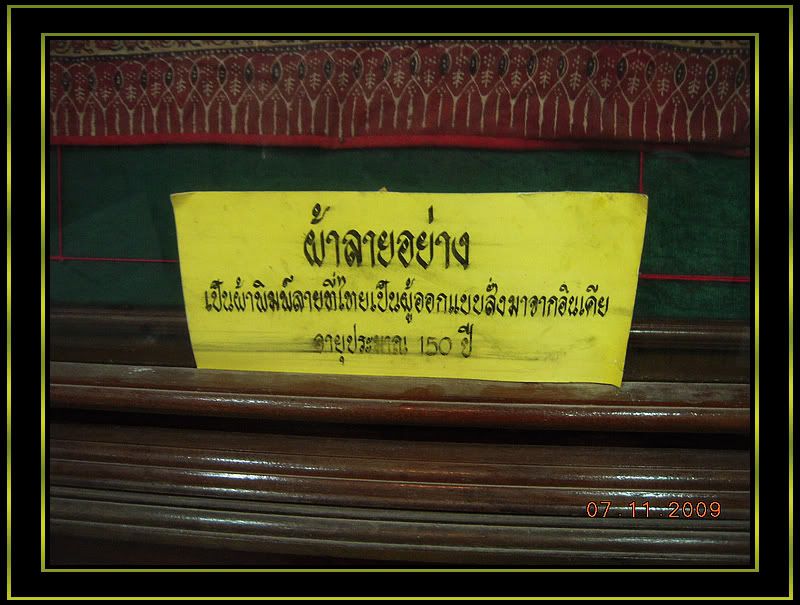 ผ้าลายอย่าง
เป็นผ้าพิมพ์ลายที่ไทยเป็นผู้ออกแบบสั่งมาจากอินเดีย
อายุประมาณ 150 ปี
07.11.2009